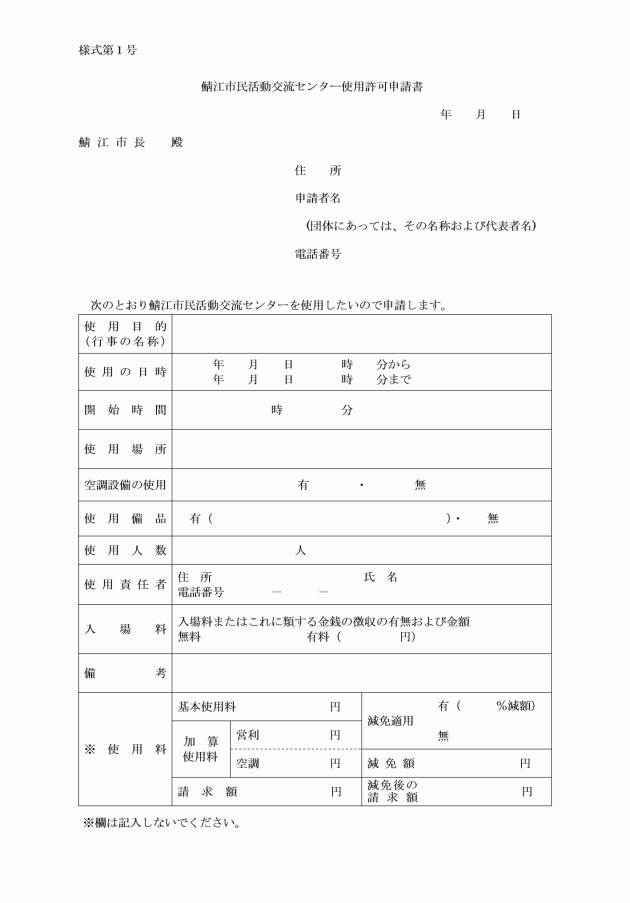 様式第１号
鯖江市民活動交流センター使用許可申請書
年　　月　　日
鯖 江 市 長　　殿
住　　所
申請者名
(団体にあっては、その名称および代表者名)
電話番号
次のとおり鯖江市民活動交流センターを使用したいので申請します。
使　用　目　的
(行事の名称)
使 用 の 日 時
年　　月　　日　　　　時　　分から
年　　月　　日　　　　時　　分まで
開　始　時　間
時　　　　　分
使　用　場　所
空調設備の使用
有　　　　・　　　　無
使　用　備　品
有（　　　　　　　　　　　　　　　　　　　　）・　　無
使　用　人　数
人
使 用 責 任 者
住　所　　　　　　　　　　　　　氏　名
電話番号　　　　－　　　－
入　　場　　料
入場料またはこれに類する金銭の徴収の有無および金額
無料　　　　　　　　　有料（　　　　　円）
備　　　　　考
※　使　用　料
基本使用料　　　　　　　　円
加　算
使用料
営利　　　　　　円
空調　　　　　　円
請　求　額　　　　　　　　円
減免適用
有（　　　％減額）
無
減 免 額　　　　　　　　　円
減免後の
請 求 額　　　　　　　　　円
※欄は記入しないでください。